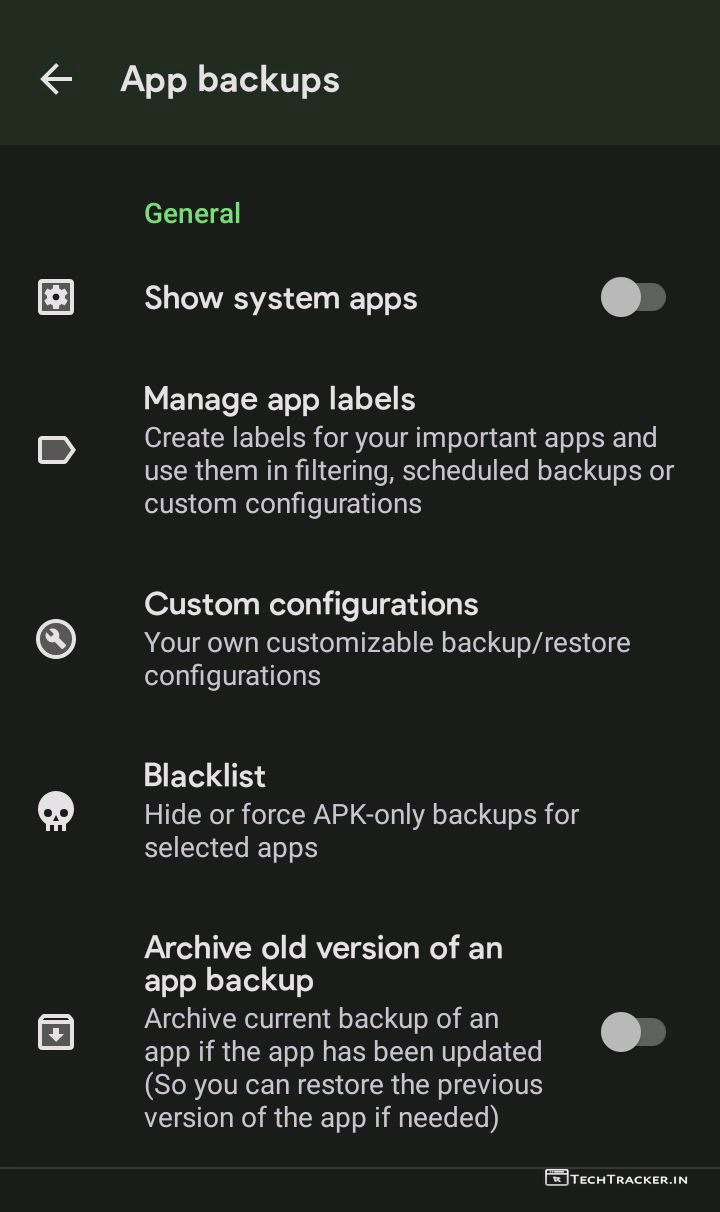 App backups
General
Show system apps
Manage app labels
Create labels for your important apps and
use them in filtering, scheduled backups or
custom configurations
Custom configurations
Your own customizable backup/restore
configurations
Blacklist
Hide or force APK-only backups for
selected apps
Archive old version of an
app backup
Archive current backup of an
app if the app has been updated
(So you can restore the previous
version of the app if needed)
TECHTRACKER.IN